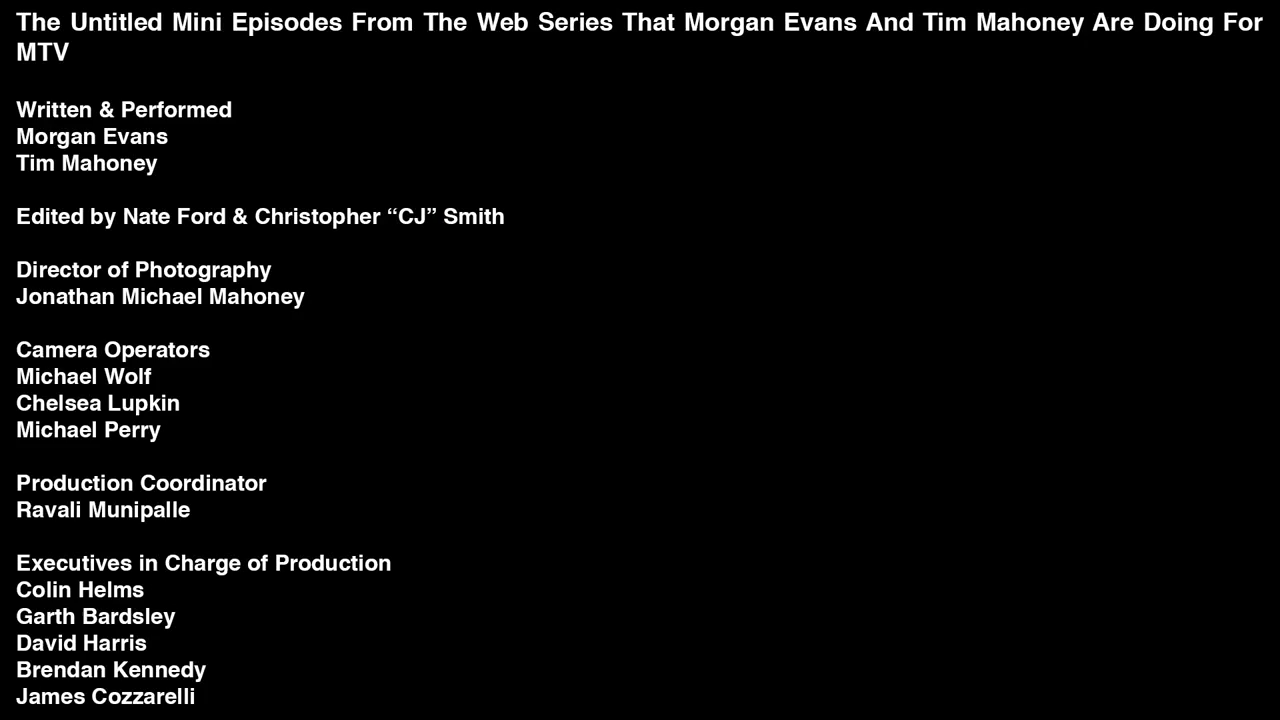 The Untitled Mini Episodes From The Web Series That Morgan Evans And Tim Mahoney Are Doing For
MTV
Written & Performed
Morgan Evans
Tim Mahoney
Edited by Nate Ford & Christopher “CJ” Smith
Director of Photography
Jonathan Michael Mahoney
Camera Operators
Michael Wolf
Chelsea Lupkin
Michael Perry
Production Coordinator
Ravali Munipalle
Executives in Charge of Production
Colin Helms
Garth Bardsley
David Harris
Brendan Kennedy
James Cozzarelli